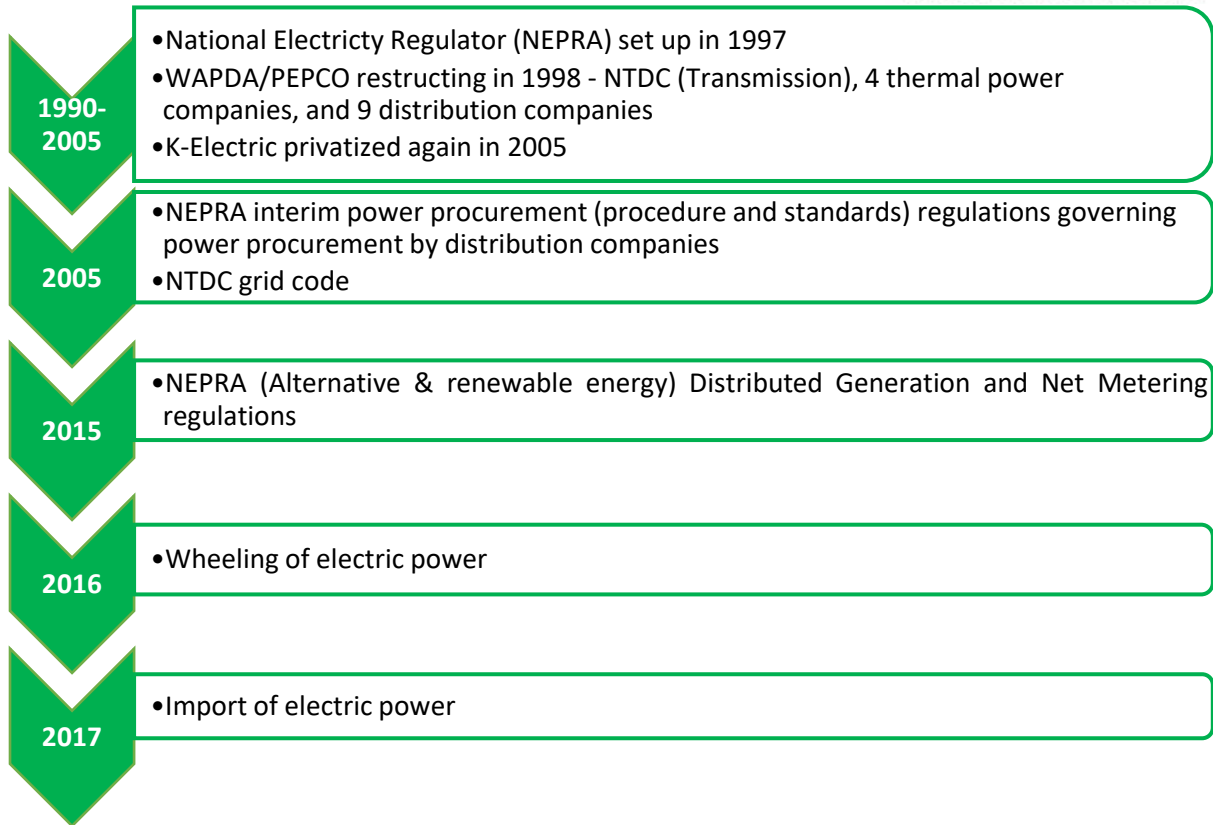 1990-
2005
•National Electricty Regulator (NEPRA) set up in 1997
•WAPDA/PEPCO restructing in 1998 - NTDC (Transmission), 4 thermal power
companies, and 9 distribution companies
•K-Electric privatized again in 2005
2005
•NEPRA interim power procurement (procedure and standards) regulations governing
power procurement by distribution companies
•NTDC grid code
2015
•NEPRA (Alternative & renewable energy) Distributed Generation and Net Metering
regulations
2016
•Wheeling of electric power
2017
•Import of electric power